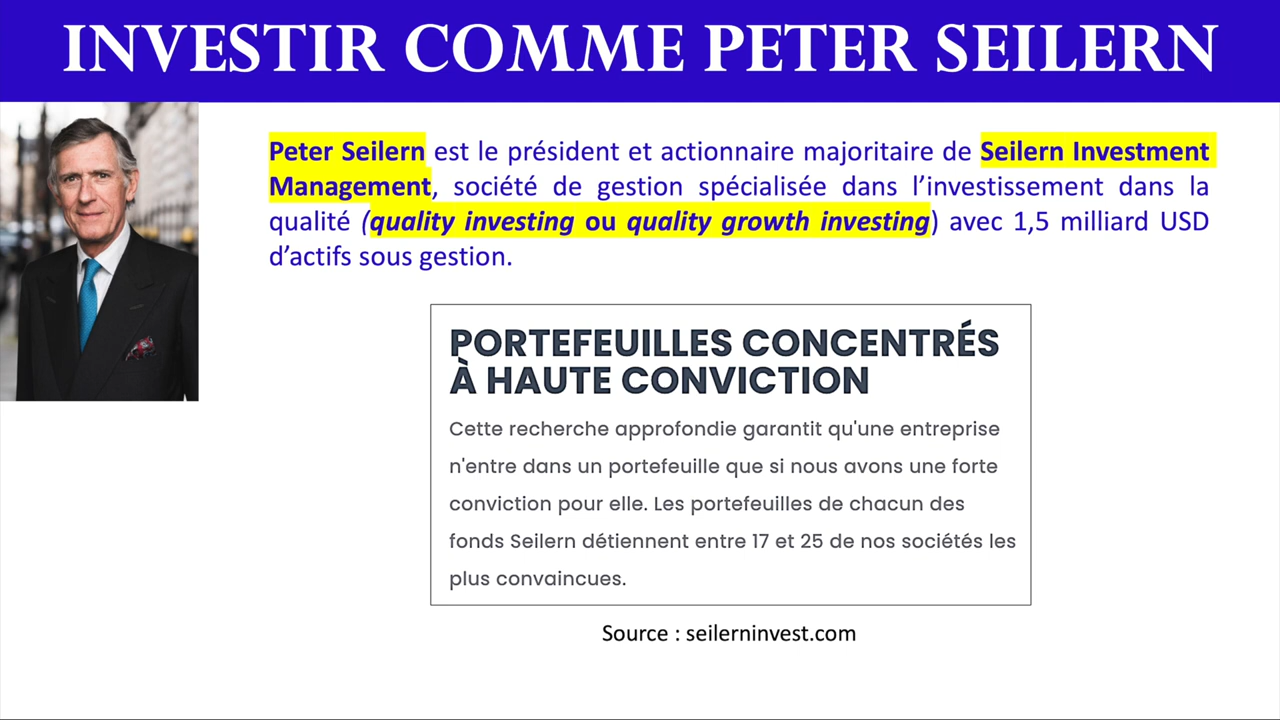 INVESTIR COMME PETER SEILERN
Peter Seilern est le président et actionnaire majoritaire de Seilern Investment
Management, société de gestion spécialisée dans l’investissement dans la
qualité (quality investing ou quality growth investing) avec 1,5 milliard USD
d’actifs sous gestion.
PORTEFEUILLES CONCENTRÉS
À HAUTE CONVICTION
Cette recherche approfondie garantit qu'une entreprise
n'entre dans un portefeuille que si nous avons une forte
conviction pour elle. Les portefeuilles de chacun des
fonds Seilern détiennent entre 17 et 25 de nos sociétés les
plus convaincues.
Source : seilerninvest.com